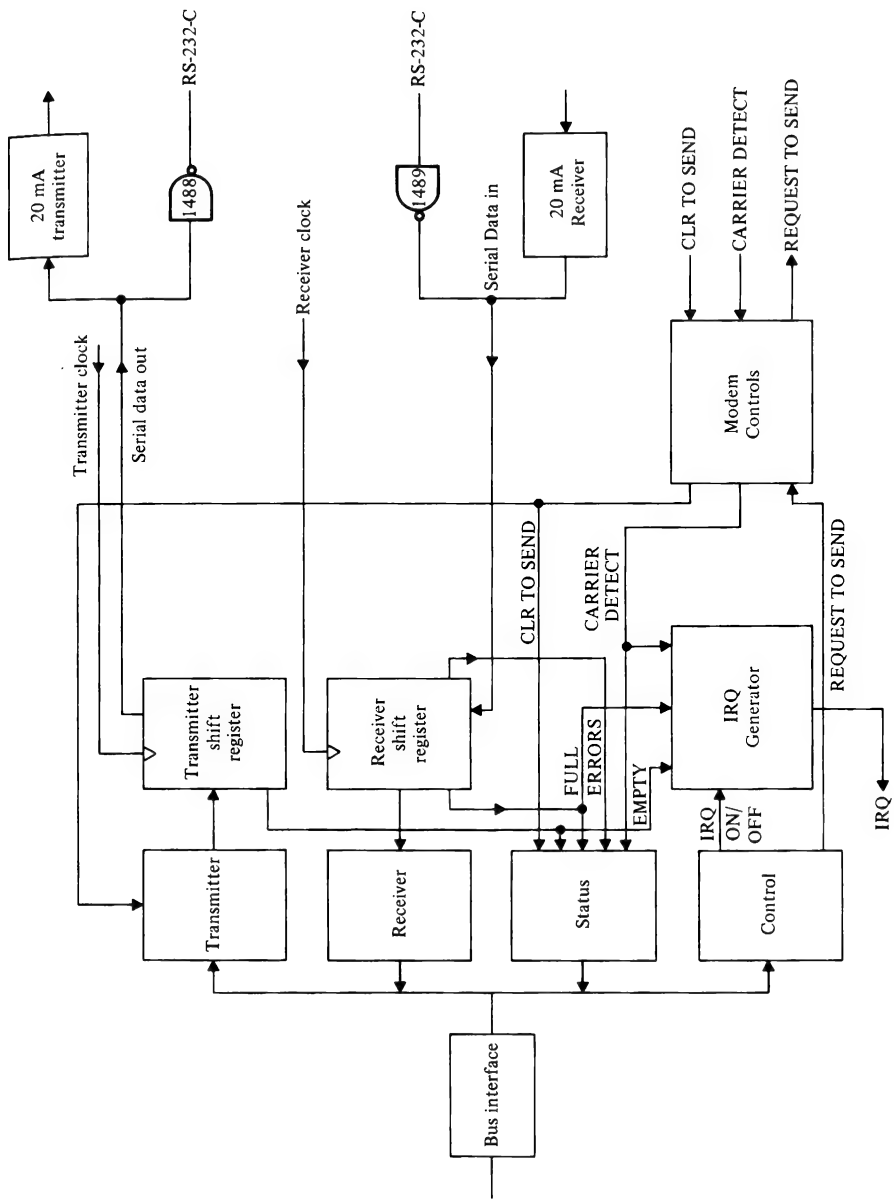 20 mA
transmitter
RS-232-C
1488
Transmitter clock
Serial data out
Receiver clock
RS-232-C
1489
Serial Data in
20 mA
Receiver
CLR TO SEND
CARRIER DETECT
REQUEST TO SEND
Modem
Controls
Transmitter
shift
register
Receiver
shift
register
CLR TO SEND
CARRIER
DETECT
FULL
ERRORS
EMPTY
IRQ
Generator
REQUEST TO SEND
IRQ
ON/
OFF
IRQ
Transmitter
Receiver
Status
Control
Bus interface